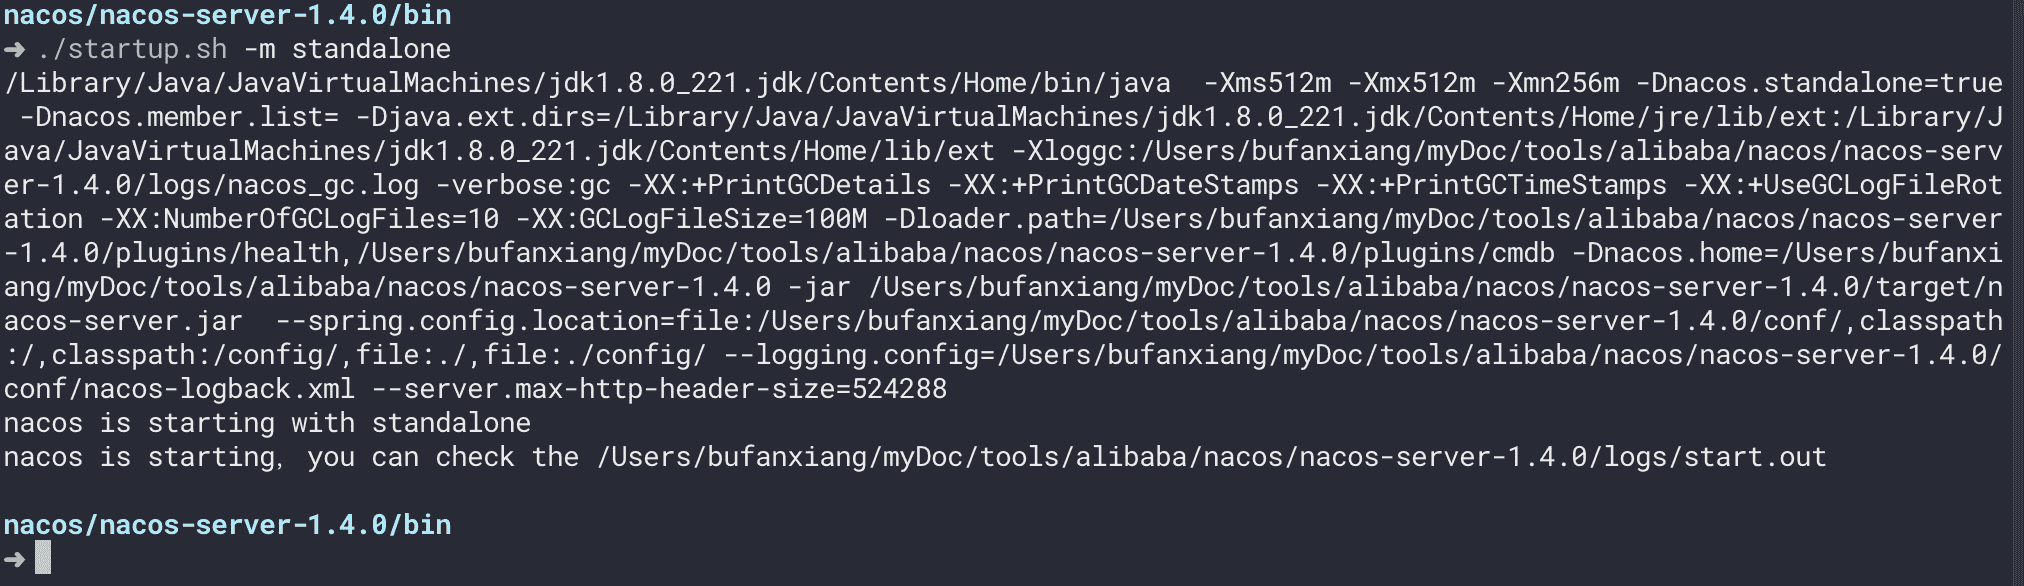 nacos/nacos-server-1.4.0/bin
➜ ./startup.sh -m standalone
/Library/Java/JavaVirtualMachines/jdk1.8.0_221.jdk/Contents/Home/bin/java  -Xms512m -Xmx512m -Xmn256m -Dnacos.standalone=true
 -Dnacos.member.list= -Djava.ext.dirs=/Library/Java/JavaVirtualMachines/jdk1.8.0_221.jdk/Contents/Home/jre/lib/ext:/Library/J
ava/JavaVirtualMachines/jdk1.8.0_221.jdk/Contents/Home/lib/ext -Xloggc:/Users/bufanxiang/myDoc/tools/alibaba/nacos/nacos-serv
er-1.4.0/logs/nacos_gc.log -verbose:gc -XX:+PrintGCDetails -XX:+PrintGCDateStamps -XX:+PrintGCTimeStamps -XX:+UseGCLogFileRot
ation -XX:NumberOfGCLogFiles=10 -XX:GCLogFileSize=100M -Dloader.path=/Users/bufanxiang/myDoc/tools/alibaba/nacos/nacos-server
-1.4.0/plugins/health,/Users/bufanxiang/myDoc/tools/alibaba/nacos/nacos-server-1.4.0/plugins/cmdb -Dnacos.home=/Users/bufanxi
ang/myDoc/tools/alibaba/nacos/nacos-server-1.4.0 -jar /Users/bufanxiang/myDoc/tools/alibaba/nacos/nacos-server-1.4.0/target/n
acos-server.jar  --spring.config.location=file:/Users/bufanxiang/myDoc/tools/alibaba/nacos/nacos-server-1.4.0/conf/,classpath
:/,classpath:/config/,file:./,file:./config/ --logging.config=/Users/bufanxiang/myDoc/tools/alibaba/nacos/nacos-server-1.4.0/
conf/nacos-logback.xml --server.max-http-header-size=524288
nacos is starting with standalone
nacos is starting, you can check the /Users/bufanxiang/myDoc/tools/alibaba/nacos/nacos-server-1.4.0/logs/start.out
nacos/nacos-server-1.4.0/bin
➜